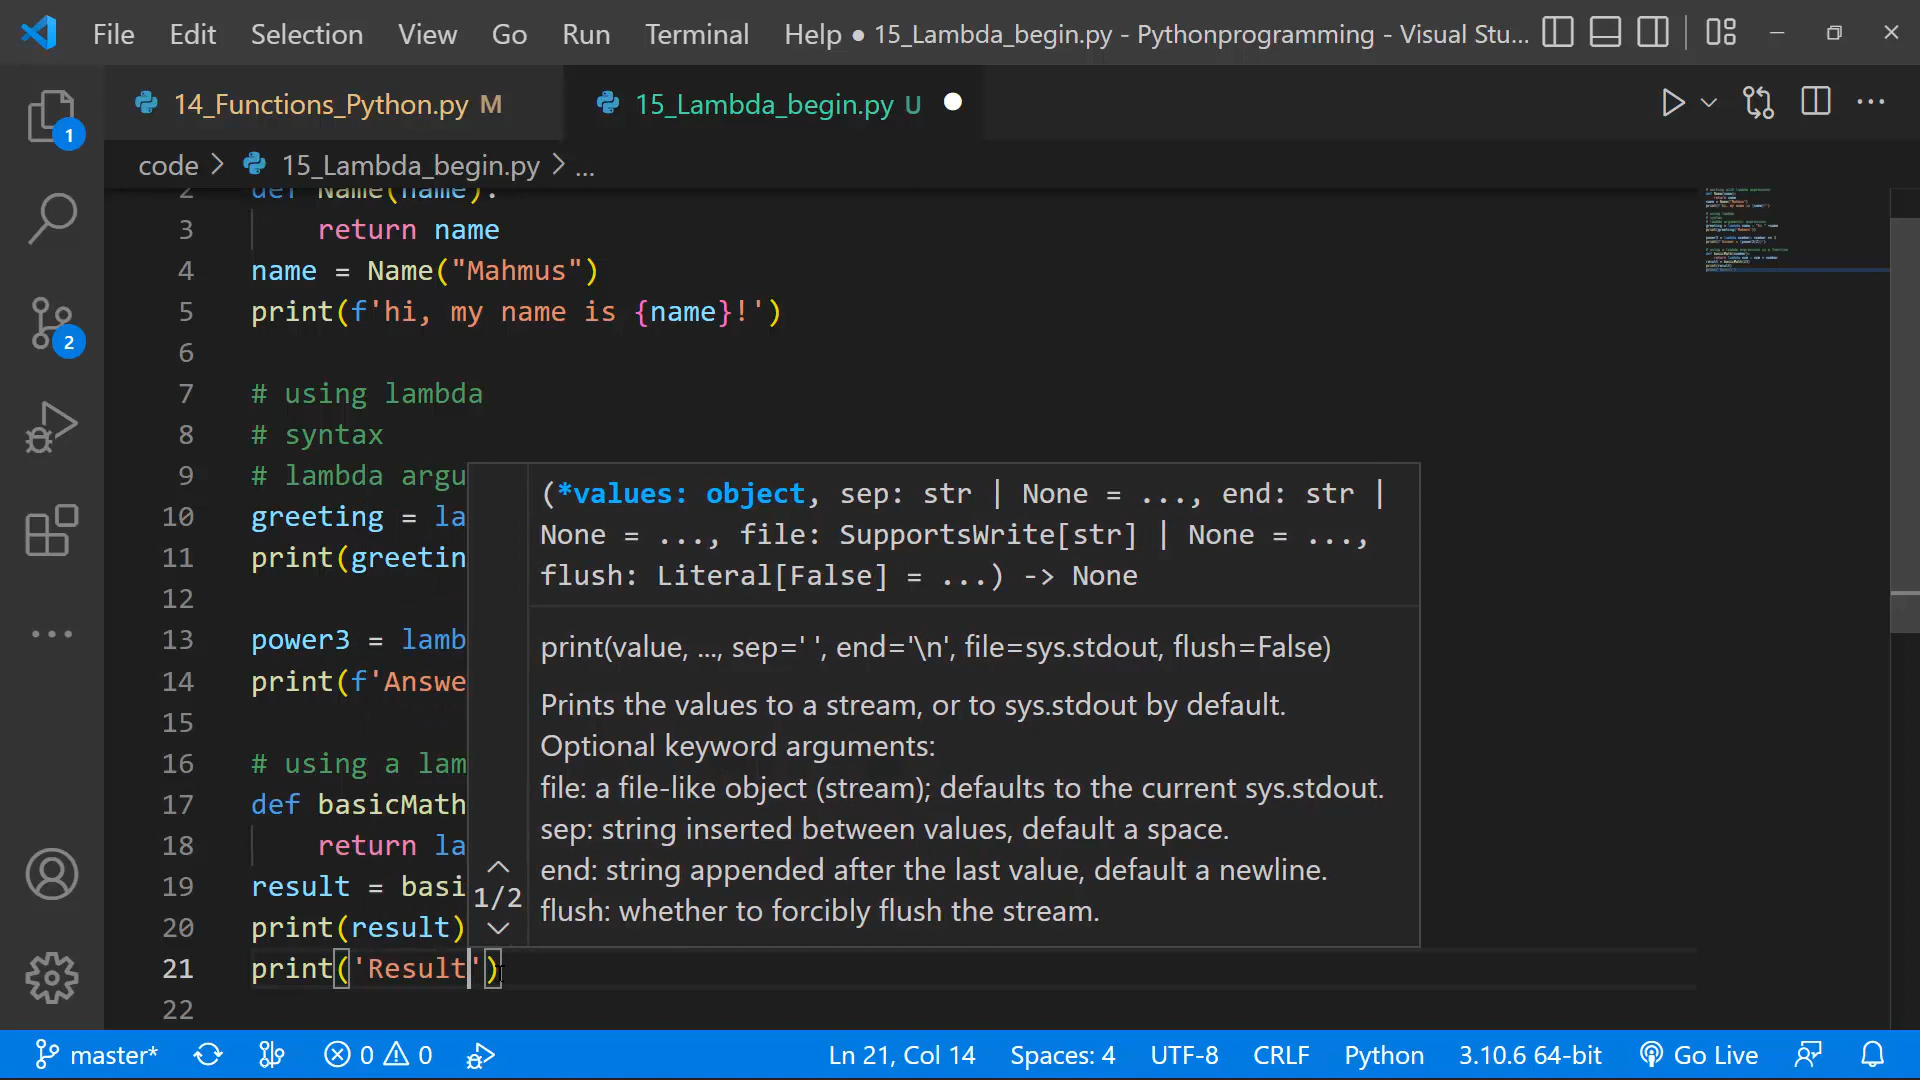 File Edit Selection View Go Run Terminal Help ● 15_Lambda_begin.py - Pythonprogramming - Visual Stu...
14_Functions_Python.py M
15_Lambda_begin.py U
code > 15_Lambda_begin.py > ...
1
2
2 def Name(name):
3 return name
4 name = Name("Mahmus")
5 print(f'hi, my name is {name}!')
6
7 # using lambda
8 # syntax
9 # lambda argu
10 greeting = la
11 print(greetin
12
13 power3 = lamb
14 print(f'Answe
15
16 # using a lam
17 def basicMath
18 return la
19 result = basi
20 print(result)
21 print('Result')
22
(*values: object, sep: str | None = ..., end: str |
None = ..., file: SupportsWrite[str] | None = ...,
flush: Literal[False] = ...) -> None
print(value, ..., sep=' ', end='\n', file=sys.stdout, flush=False)
Prints the values to a stream, or to sys.stdout by default.
Optional keyword arguments:
file: a file-like object (stream); defaults to the current sys.stdout.
sep: string inserted between values, default a space.
end: string appended after the last value, default a newline.
flush: whether to forcibly flush the stream.
1/2
master* 0 0 Ln 21, Col 14 Spaces: 4 UTF-8 CRLF Python 3.10.6 64-bit Go Live